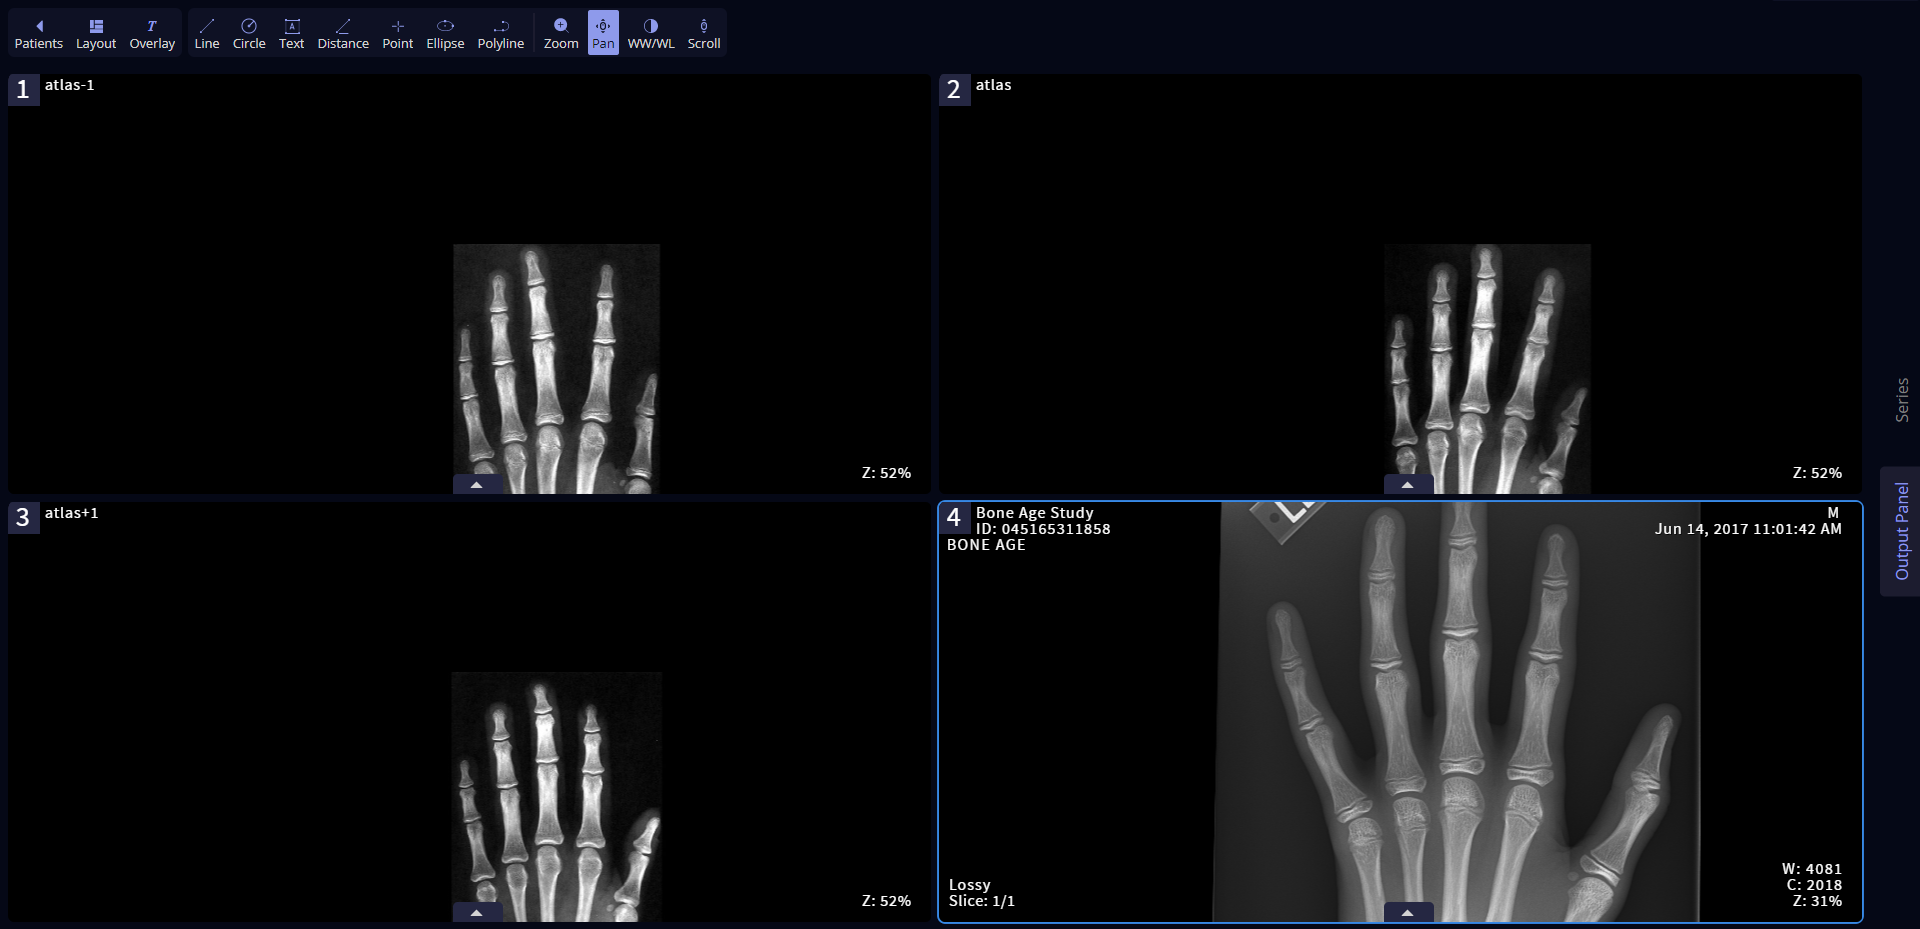 Patients Layout Overlay Line Circle Text Distance Point Ellipse Polyline Zoom Pan WW/WL Scroll
1 atlas-1
Z: 52%
2 atlas
Z: 52%
3 atlas+1
Z: 52%
4 Bone Age Study
ID: 045165311858
BONE AGE
M
Jun 14, 2017 11:01:42 AM
Lossy
Slice: 1/1
W: 4081
C: 2018
Z: 31%
Series
Output Panel